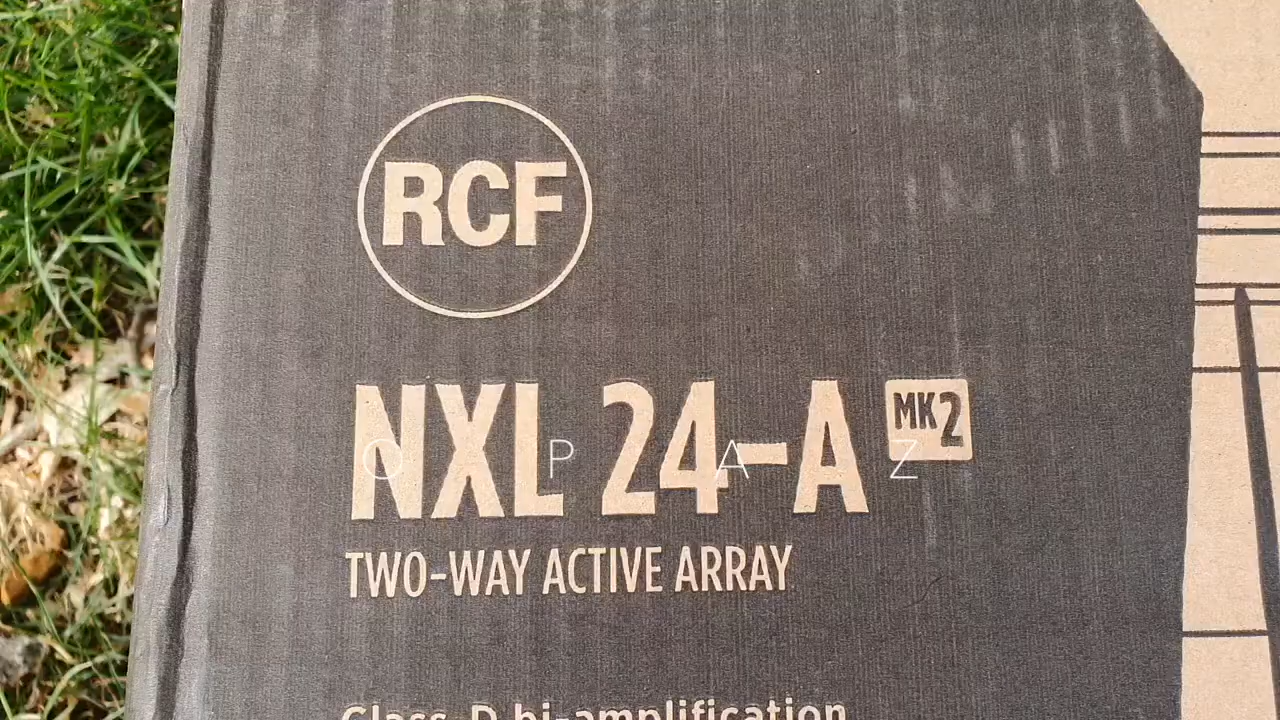 RCF
NXL 24-A MK2
O P A Z
TWO-WAY ACTIVE ARRAY
Class-D bi-amplification